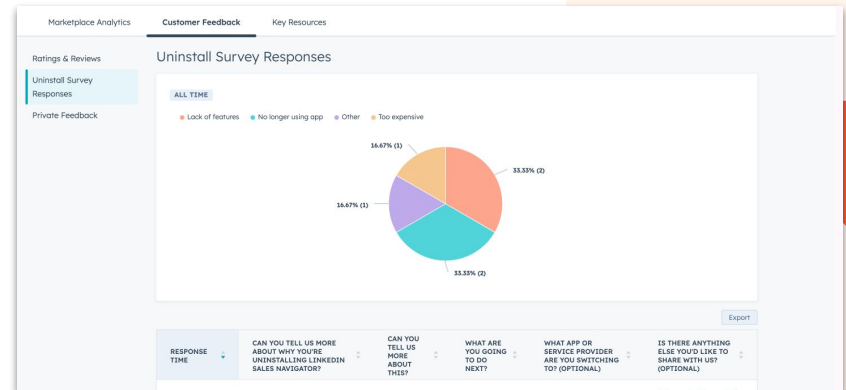 Marketplace Analytics Customer Feedback Key Resources
Ratings & Reviews
Uninstall Survey
Responses
Private Feedback
Uninstall Survey Responses
ALL TIME
Lack of features No longer using app Other Too expensive
16.67% (1)
33.33% (2)
16.67% (1)
33.33% (2)
Export
RESPONSE
TIME
CAN YOU TELL US MORE
ABOUT WHY YOU'RE
UNINSTALLING LINKEDIN
SALES NAVIGATOR?
CAN YOU
TELL US
MORE
ABOUT
THIS?
WHAT ARE
YOU GOING
TO DO
NEXT?
WHAT APP OR
SERVICE PROVIDER
ARE YOU SWITCHING
TO? (OPTIONAL)
IS THERE ANYTHING
ELSE YOU'D LIKE TO
SHARE WITH US?
(OPTIONAL)